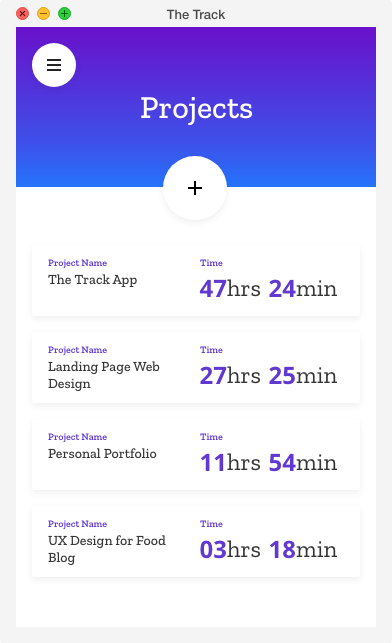 The Track
Projects
Project Name
Time
The Track App
47hrs 24min
Project Name
Time
Landing Page Web
Design
27hrs 25min
Project Name
Time
Personal Portfolio
11hrs 54min
Project Name
Time
UX Design for Food
Blog
03hrs 18min